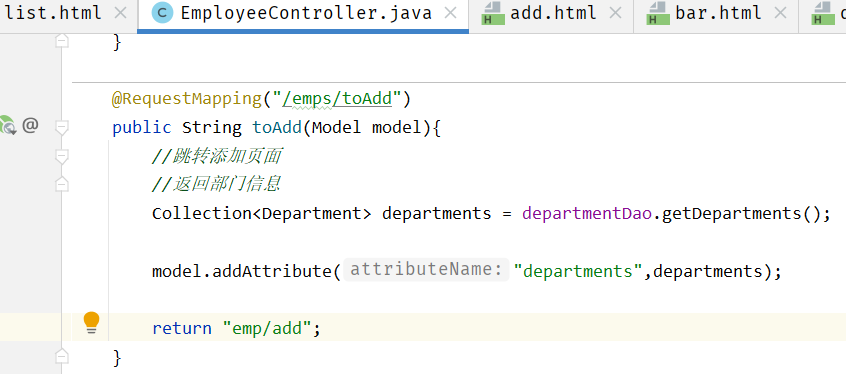 list.html EmployeeController.java add.html bar.html
}
@RequestMapping("/emps/toAdd")
public String toAdd(Model model){
//跳转添加页面
//返回部门信息
Collection<Department> departments = departmentDao.getDepartments();
model.addAttribute( attributeName: "departments",departments);
return "emp/add";
}